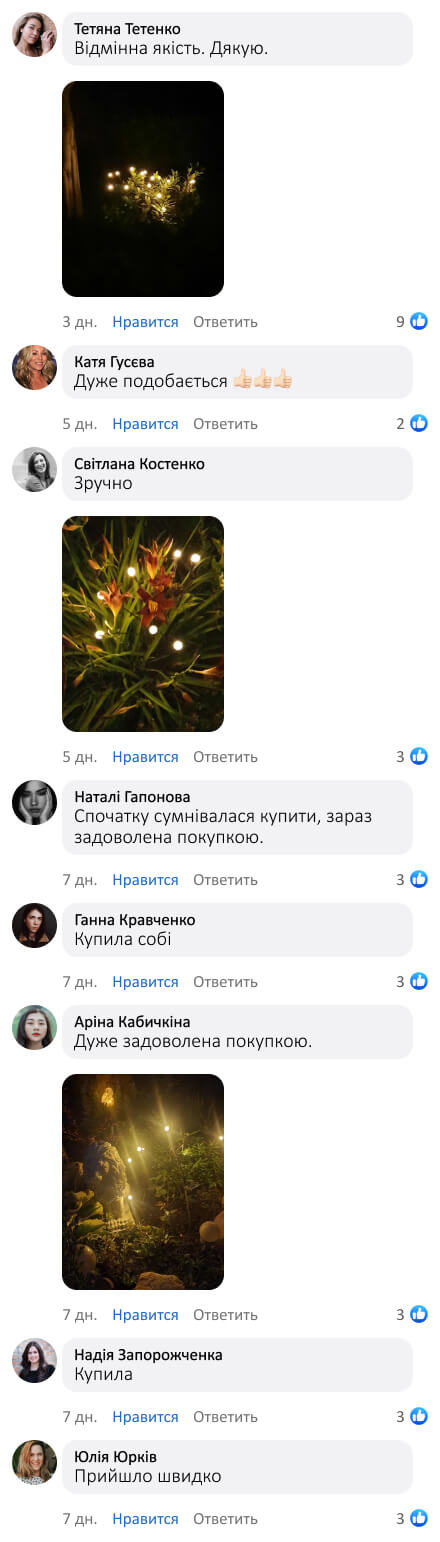 Тетяна Тетенко
Відмінна якість. Дякую.
3 дн. Нравится Ответить 9
Катя Гусєва
Дуже подобається 👍🏻👍🏻👍🏻
5 дн. Нравится Ответить 2
Світлана Костенко
Зручно
5 дн. Нравится Ответить 3
Наталі Гапонова
Спочатку сумнівалася купити, зараз
задоволена покупкою.
7 дн. Нравится Ответить 3
Ганна Кравченко
Купила собі
7 дн. Нравится Ответить 3
Аріна Кабичкіна
Дуже задоволена покупкою.
7 дн. Нравится Ответить 3
Надія Запорожченка
Купила
7 дн. Нравится Ответить 3
Юлія Юрків
Прийшло швидко
7 дн. Нравится Ответить 3